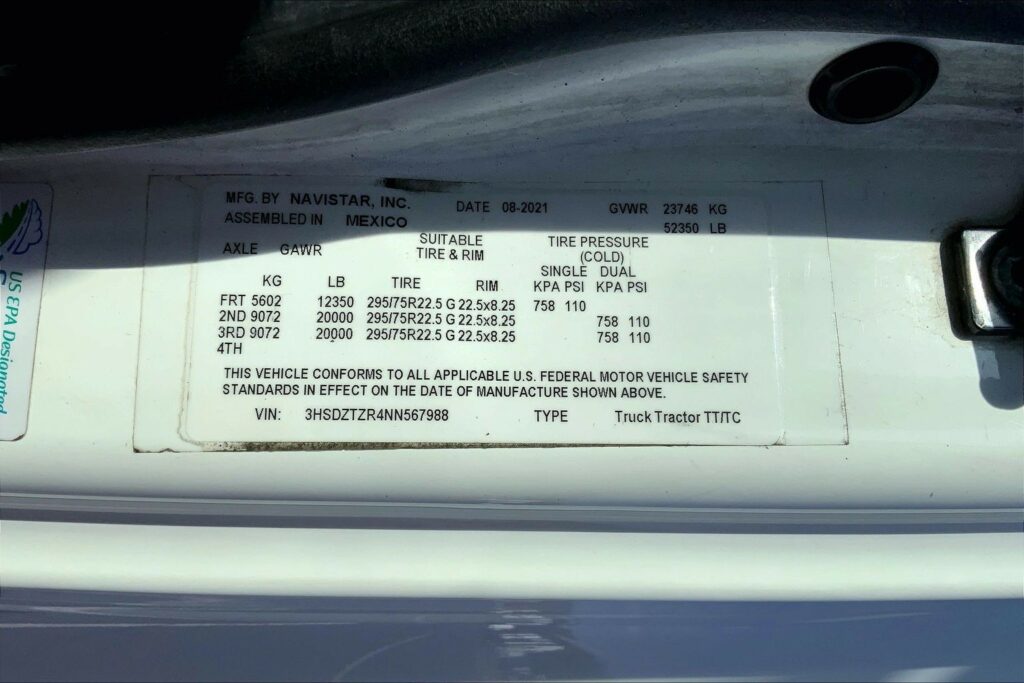 MFG. BY NAVISTAR, INC. DATE 08-2021 GVWR 23746 KG
ASSEMBLED IN MEXICO 52350 LB
AXLE GAWR SUITABLE TIRE & RIM TIRE PRESSURE (COLD)
SINGLE DUAL
KG LB TIRE RIM KPA PSI KPA PSI
FRT 5602 12350 295/75R22.5 G 22.5x8.25 758 110
2ND 9072 20000 295/75R22.5 G 22.5x8.25 758 110
3RD 9072 20000 295/75R22.5 G 22.5x8.25 758 110
4TH
THIS VEHICLE CONFORMS TO ALL APPLICABLE U.S. FEDERAL MOTOR VEHICLE SAFETY
STANDARDS IN EFFECT ON THE DATE OF MANUFACTURE SHOWN ABOVE.
VIN: 3HSDZTZR4NN567988 TYPE Truck Tractor TT/TC
US EPA Designated